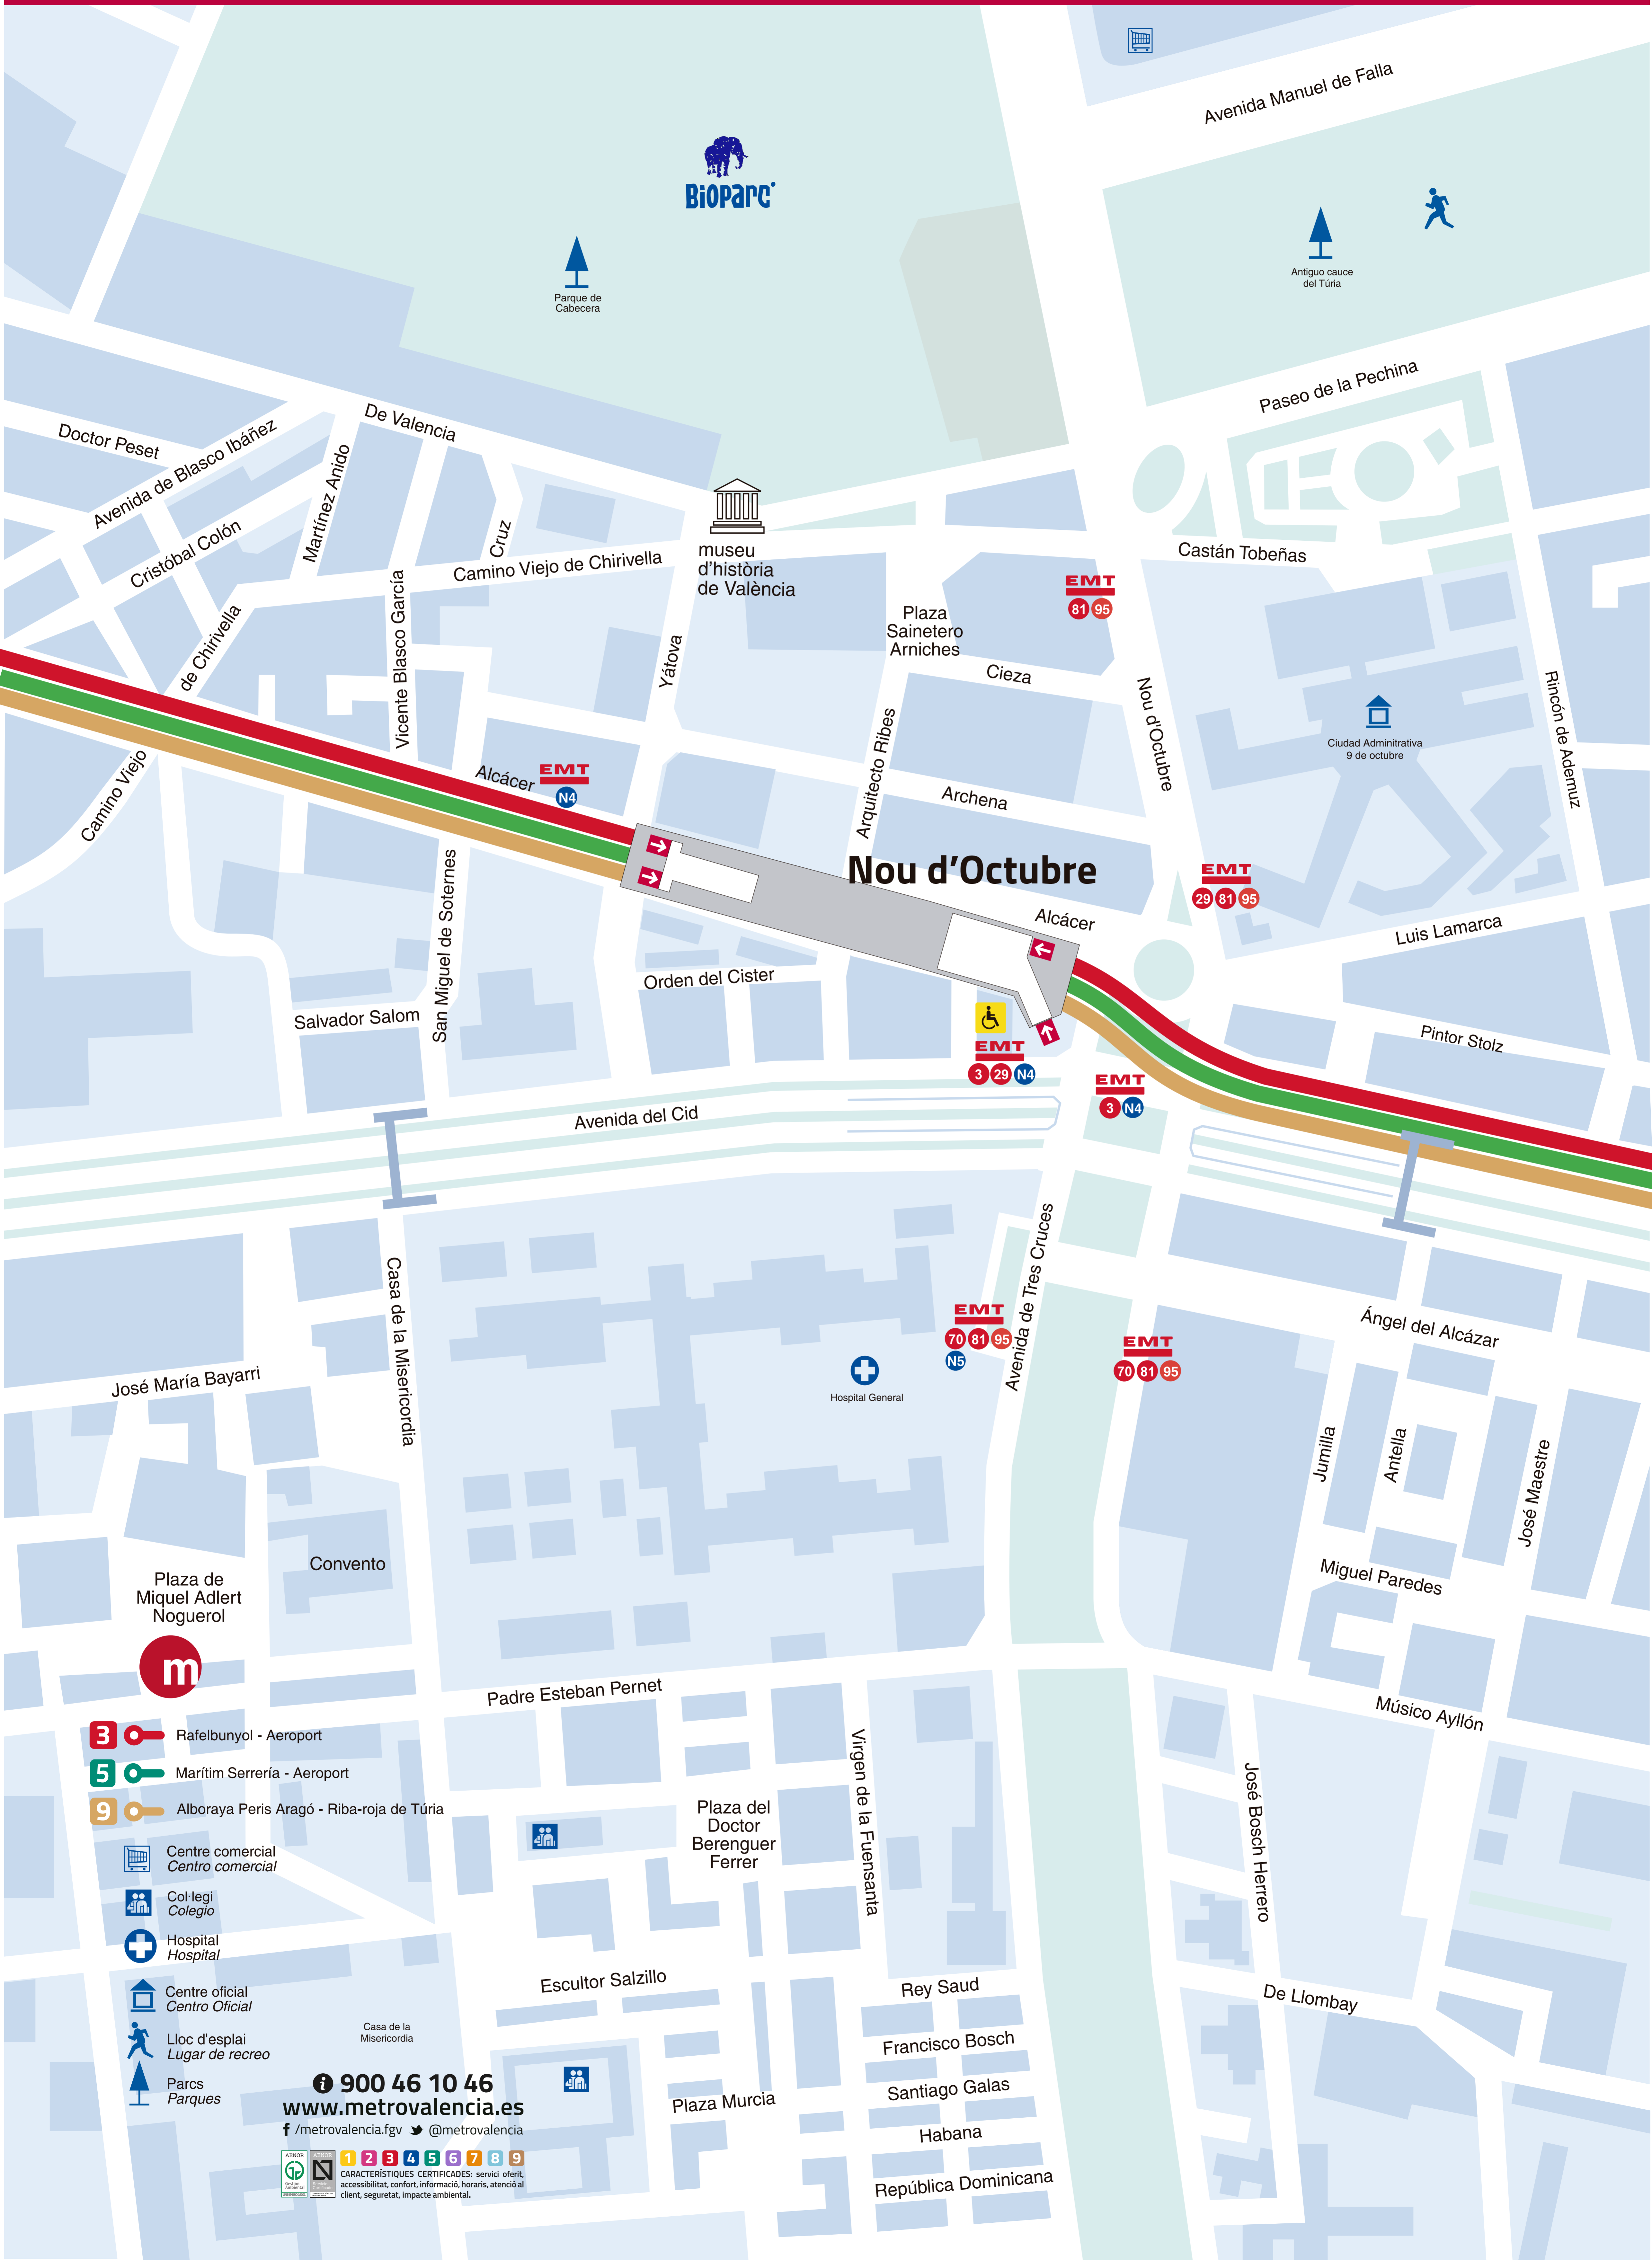 Avenida Manuel de Falla
BIOPARC
Parque de
Cabecera
Antiguo cauce
del Túria
Paseo de la Pechina
De Valencia
Doctor Peset
Avenida de Blasco Ibáñez
Martínez Anido
Cristóbal Colón
Cruz
Camino Viejo de Chirivella
museu
d'història
de València
Castán Tobeñas
EMT
81 95
Plaza
Sainetero
Arniches
Cieza
de Chirivella
Vicente Blasco García
Yátova
Nou d'Octubre
Rincón de Ademuz
Ciudad Adminitrativa
9 de octubre
Camino Viejo
Alcácer
EMT
N4
Arquitecto Ribes
Archena
Nou d'Octubre
EMT
29 81 95
Alcácer
Luis Lamarca
San Miguel de Soternes
Orden del Cister
Salvador Salom
Pintor Stolz
EMT
3 29 N4
EMT
3 N4
Avenida del Cid
Avenida de Tres Cruces
Casa de la Misericordia
EMT
70 81 95
N5
EMT
70 81 95
Ángel del Alcázar
Hospital General
José María Bayarri
Jumilla
Antella
José Maestre
Convento
Miguel Paredes
Plaza de
Miquel Adlert
Noguerol
m
Padre Esteban Pernet
Músico Ayllón
3 Rafelbunyol - Aeroport
5 Marítim Serrería - Aeroport
9 Alboraya Peris Aragó - Riba-roja de Túria
Virgen de la Fuensanta
José Bosch Herrero
Plaza del
Doctor
Berenguer
Ferrer
Centre comercial
Centro comercial
Col·legi
Colegio
Hospital
Hospital
Centre oficial
Centro Oficial
Lloc d'esplai
Lugar de recreo
Parcs
Parques
Escultor Salzillo
Rey Saud
De Llombay
Casa de la
Misericordia
Francisco Bosch
Santiago Galas
Plaza Murcia
Habana
República Dominicana
i 900 46 10 46
www.metrovalencia.es
f /metrovalencia.fgv @metrovalencia
AENOR
Gestión
Ambiental
AENOR
1 2 3 4 5 6 7 8 9
CARACTERÍSTIQUES CERTIFICADES: servici oferit,
accessibilitat, confort, informació, horaris, atenció al
client, seguretat, impacte ambiental.